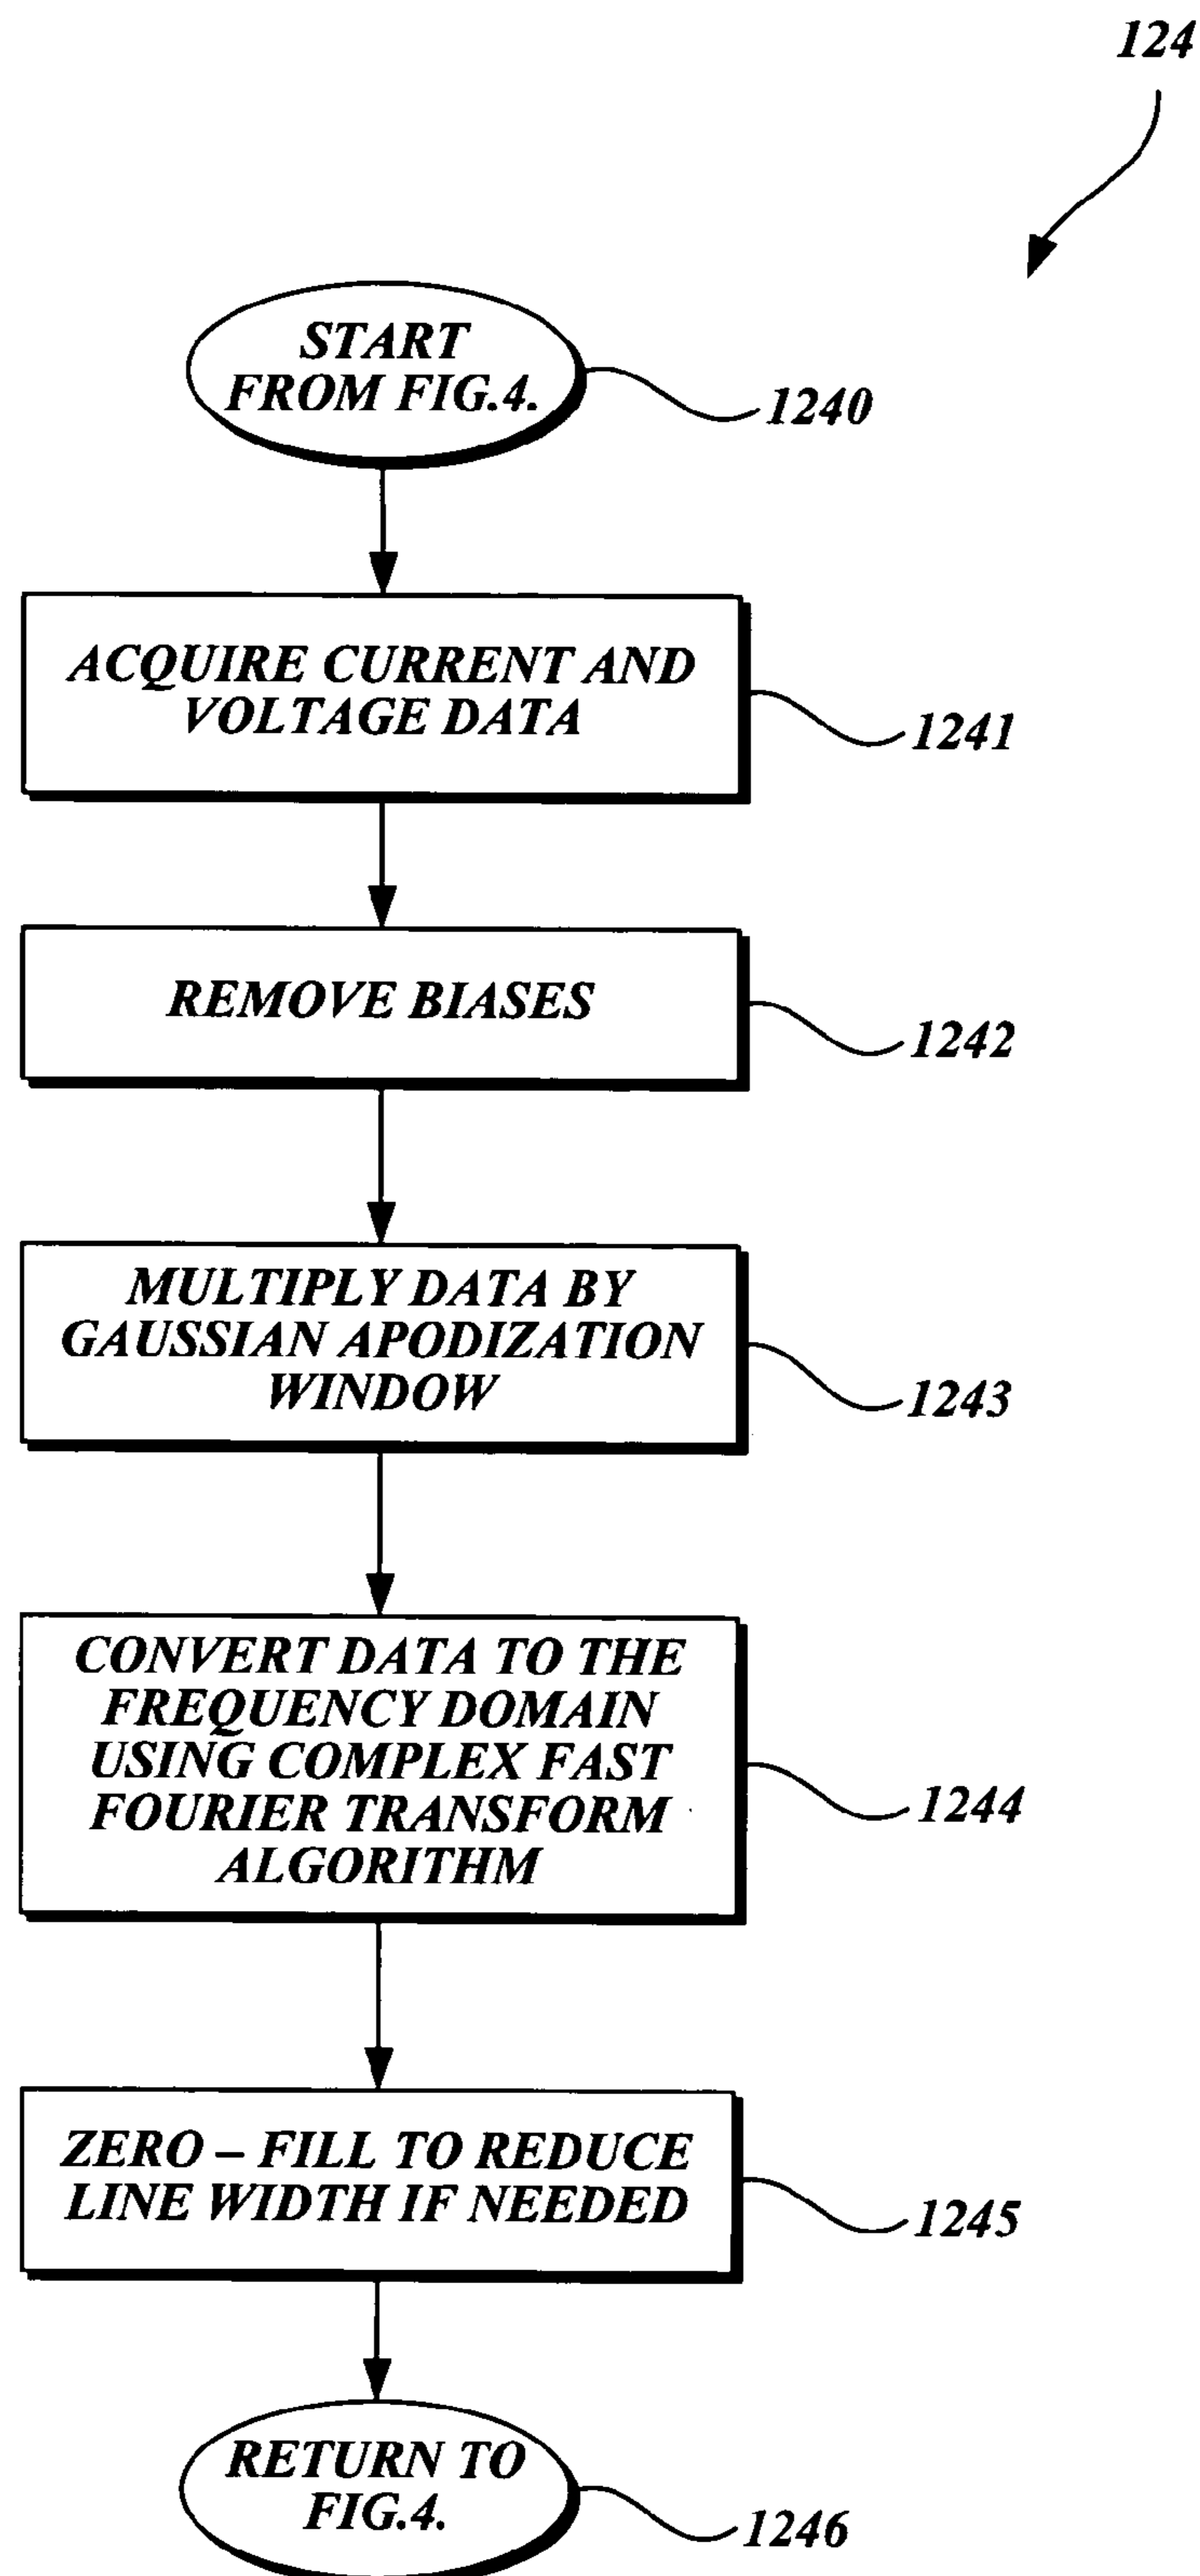 124
START
FROM FIG.4.
1240
ACQUIRE CURRENT AND
VOLTAGE DATA
1241
REMOVE BIASES
1242
MULTIPLY DATA BY
GAUSSIAN APODIZATION
WINDOW
1243
CONVERT DATA TO THE
FREQUENCY DOMAIN
USING COMPLEX FAST
FOURIER TRANSFORM
ALGORITHM
1244
ZERO – FILL TO REDUCE
LINE WIDTH IF NEEDED
1245
RETURN TO
FIG.4.
1246